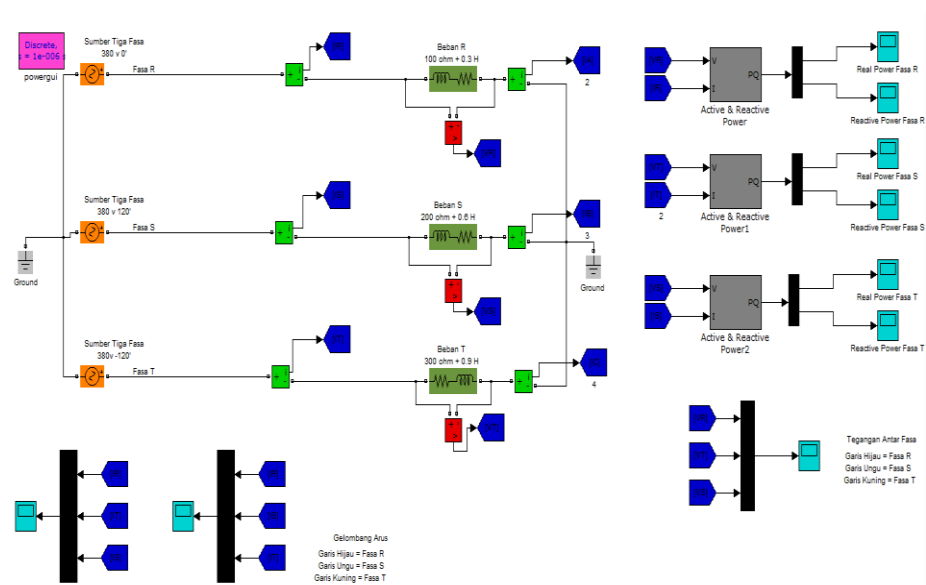 Discrete,
s = 1e-006 s
powergui
Sumber Tiga Fasa
380 v 0'
Fasa R
Beban R
100 ohm + 0.3 H
2
Sumber Tiga Fasa
380 v 120'
Fasa S
Beban S
200 ohm + 0.6 H
3
Ground
Ground
Sumber Tiga Fasa
380v -120'
Fasa T
Beban T
300 ohm + 0.9 H
4
V
I
PQ
Active & Reactive
Power
Real Power Fasa R
Reactive Power Fasa R
V
I
PQ
2
Active & Reactive
Power1
Real Power Fasa S
Reactive Power Fasa S
V
I
PQ
Active & Reactive
Power2
Real Power Fasa T
Reactive Power Fasa T
Tegangan Antar Fasa
Garis Hijau = Fasa R
Garis Ungu = Fasa S
Garis Kuning = Fasa T
Gelombang Arus
Garis Hijau = Fasa R
Garis Ungu = Fasa S
Garis Kuning = Fasa T